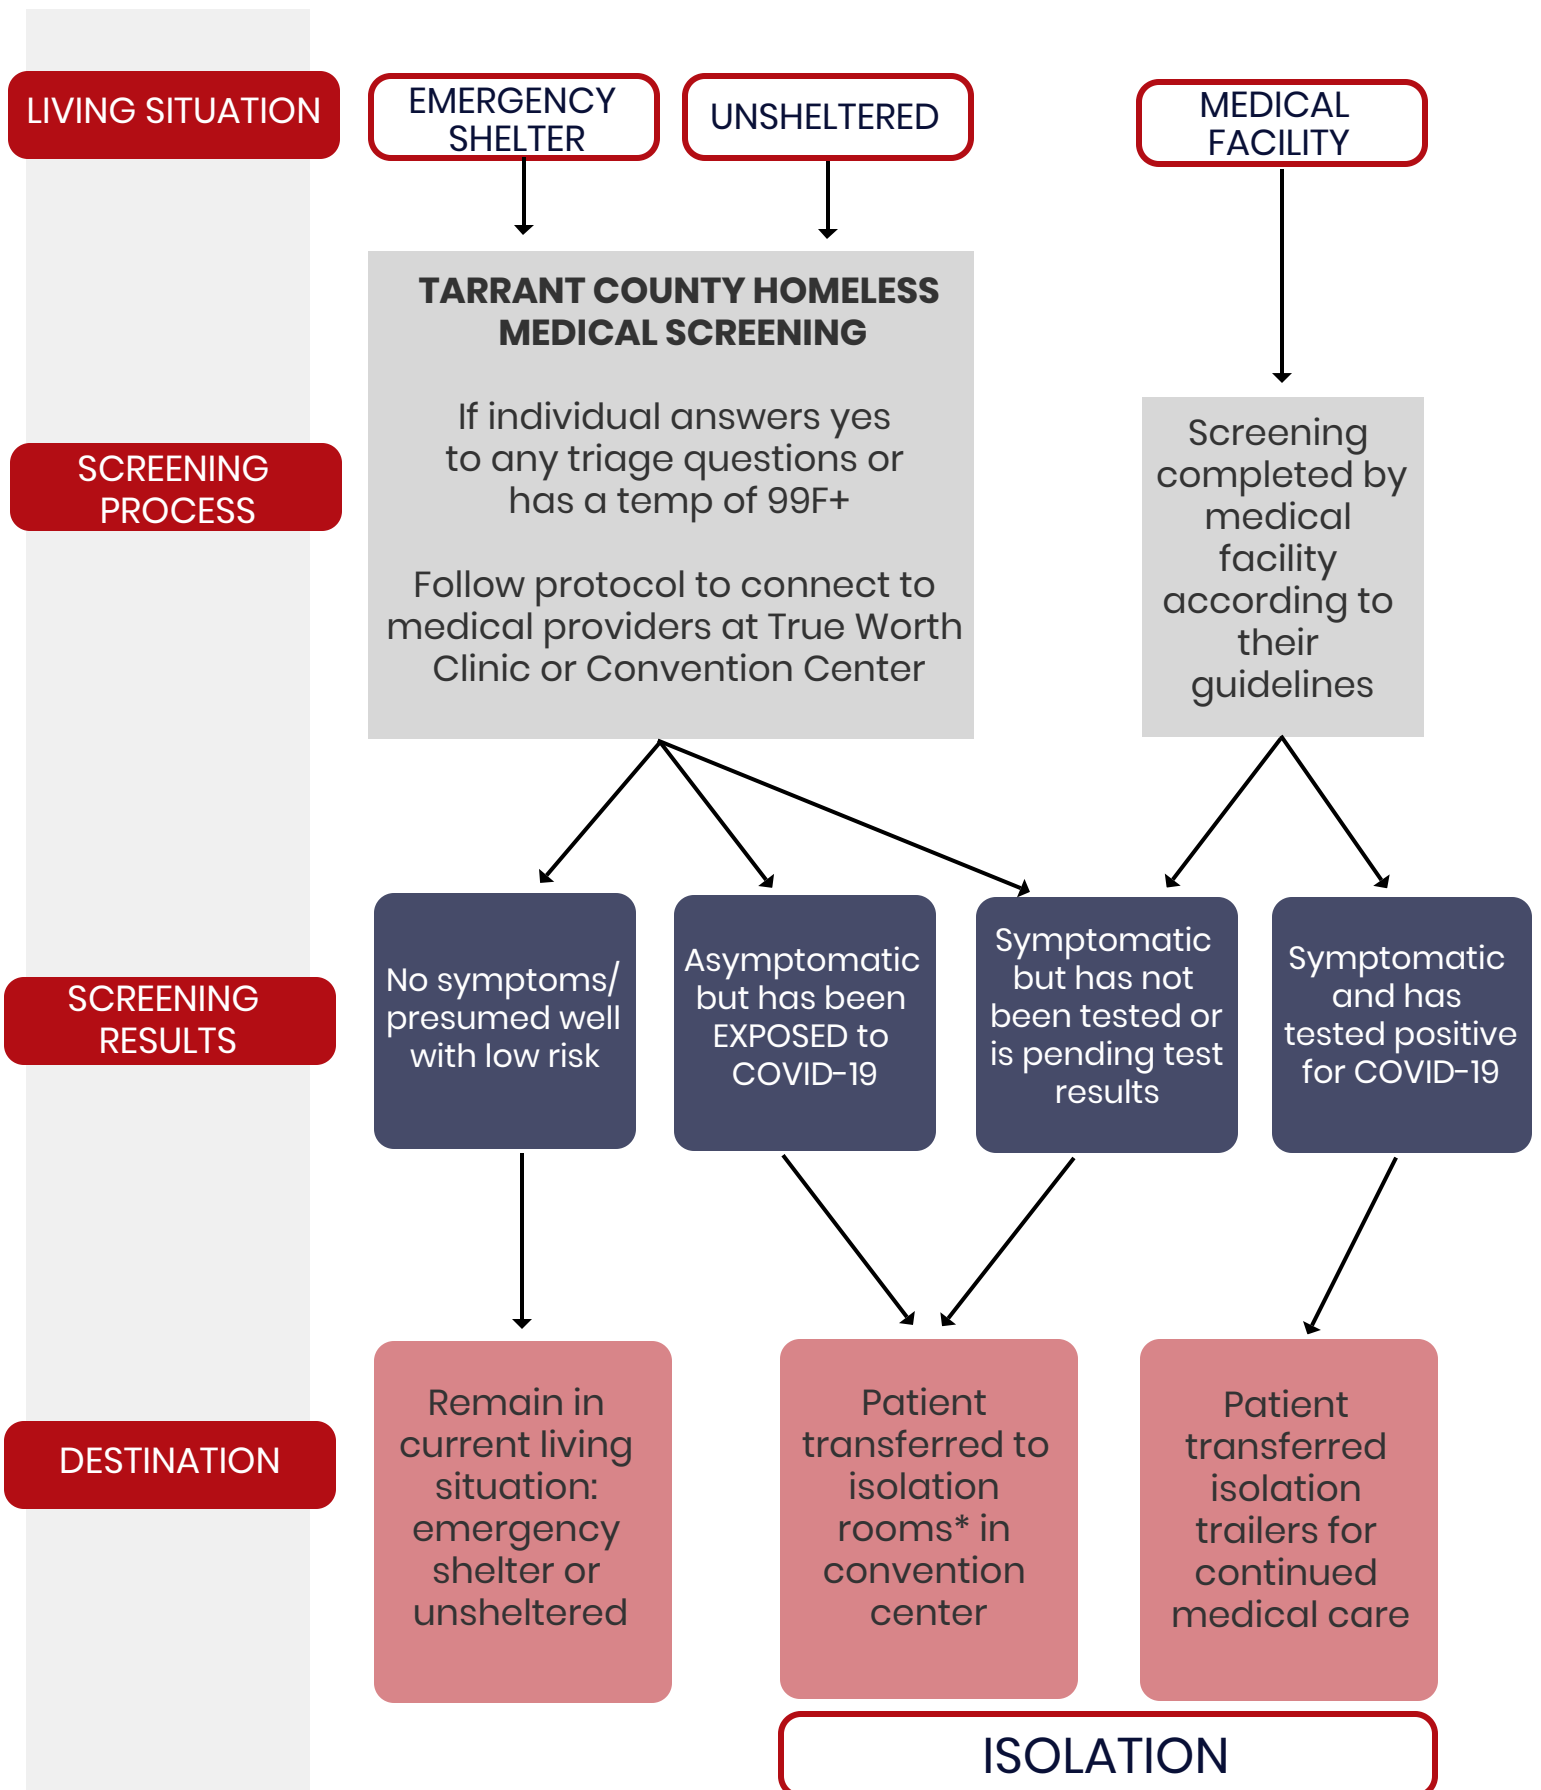 LIVING SITUATION
EMERGENCY
SHELTER
UNSHELTERED
MEDICAL
FACILITY
SCREENING
PROCESS
TARRANT COUNTY HOMELESS
MEDICAL SCREENING
If individual answers yes
to any triage questions or
has a temp of 99F+
Follow protocol to connect to
medical providers at True Worth
Clinic or Convention Center
Screening
completed by
medical
facility
according to
their
guidelines
SCREENING
RESULTS
No symptoms/
presumed well
with low risk
Asymptomatic
but has been
EXPOSED to
COVID-19
Symptomatic
but has not
been tested or
is pending test
results
Symptomatic
and has
tested positive
for COVID-19
DESTINATION
Remain in
current living
situation:
emergency
shelter or
unsheltered
Patient
transferred to
isolation
rooms* in
convention
center
Patient
transferred
isolation
trailers for
continued
medical care
ISOLATION